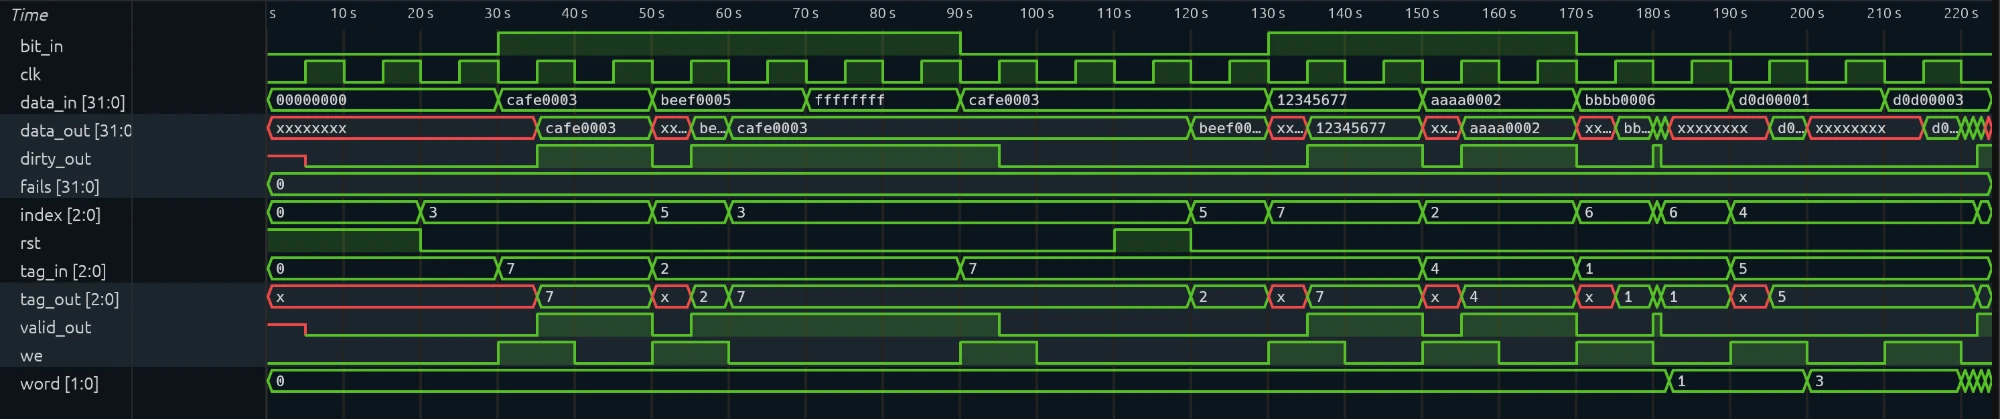 Time s 10 s 20 s 30 s 40 s 50 s 60 s 70 s 80 s 90 s 100 s 110 s 120 s 130 s 140 s 150 s 160 s 170 s 180 s 190 s 200 s 210 s 220 s
bit_in
clk
data_in [31:0] 00000000 cafe0003 beef0005 ffffffff cafe0003 12345677 aaaa0002 bbbb0006 d0d00001 d0d00003
data_out [31:0 xxxxxxxx cafe0003 xx… be… cafe0003 beef00… xx… 12345677 xx… aaaa0002 xx… bb… xxxxxxxx d0… xxxxxxxx d0…
dirty_out
fails [31:0] 0
index [2:0] 0 3 5 3 5 7 2 6 6 4
rst
tag_in [2:0] 0 7 2 7 4 1 5
tag_out [2:0] x 7 x 2 7 2 x 7 x 4 x 1 1 x 5
valid_out
we
word [1:0] 0 1 3